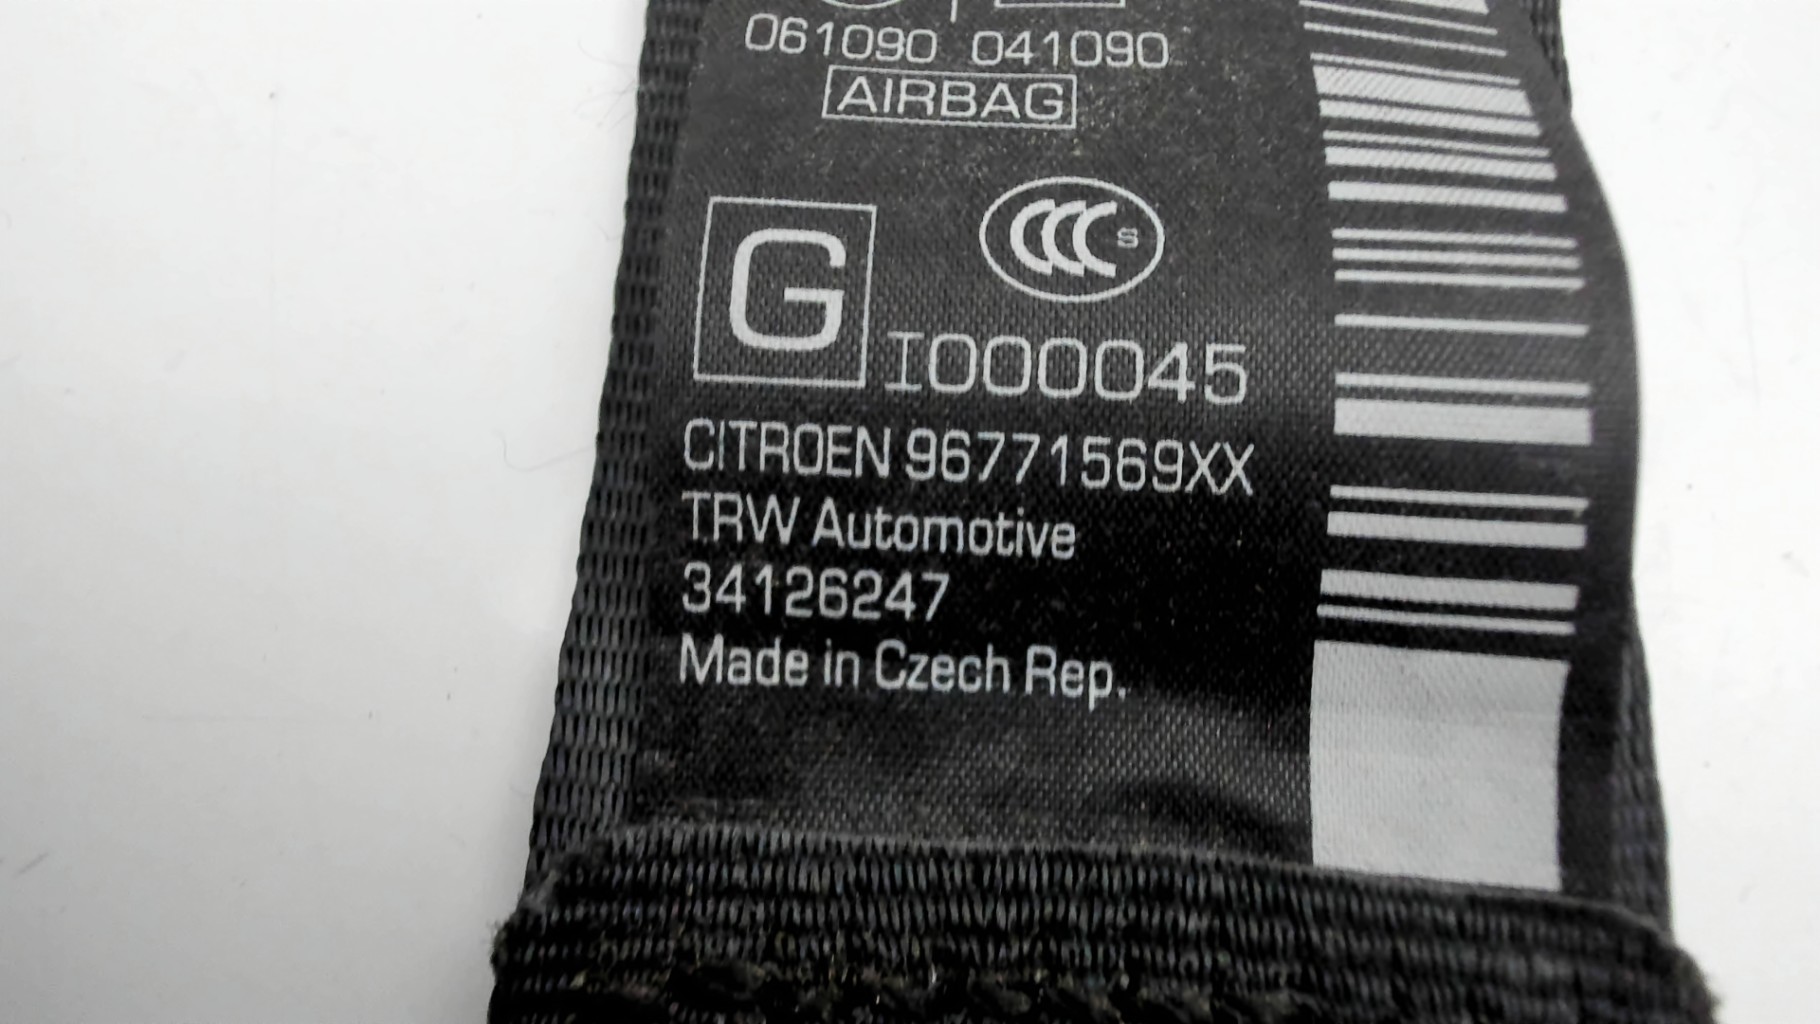 061090 041090
AIRBAG
CCC S
G
I000045
CITROEN 96771569XX
TRW Automotive
34126247
Made in Czech Rep.